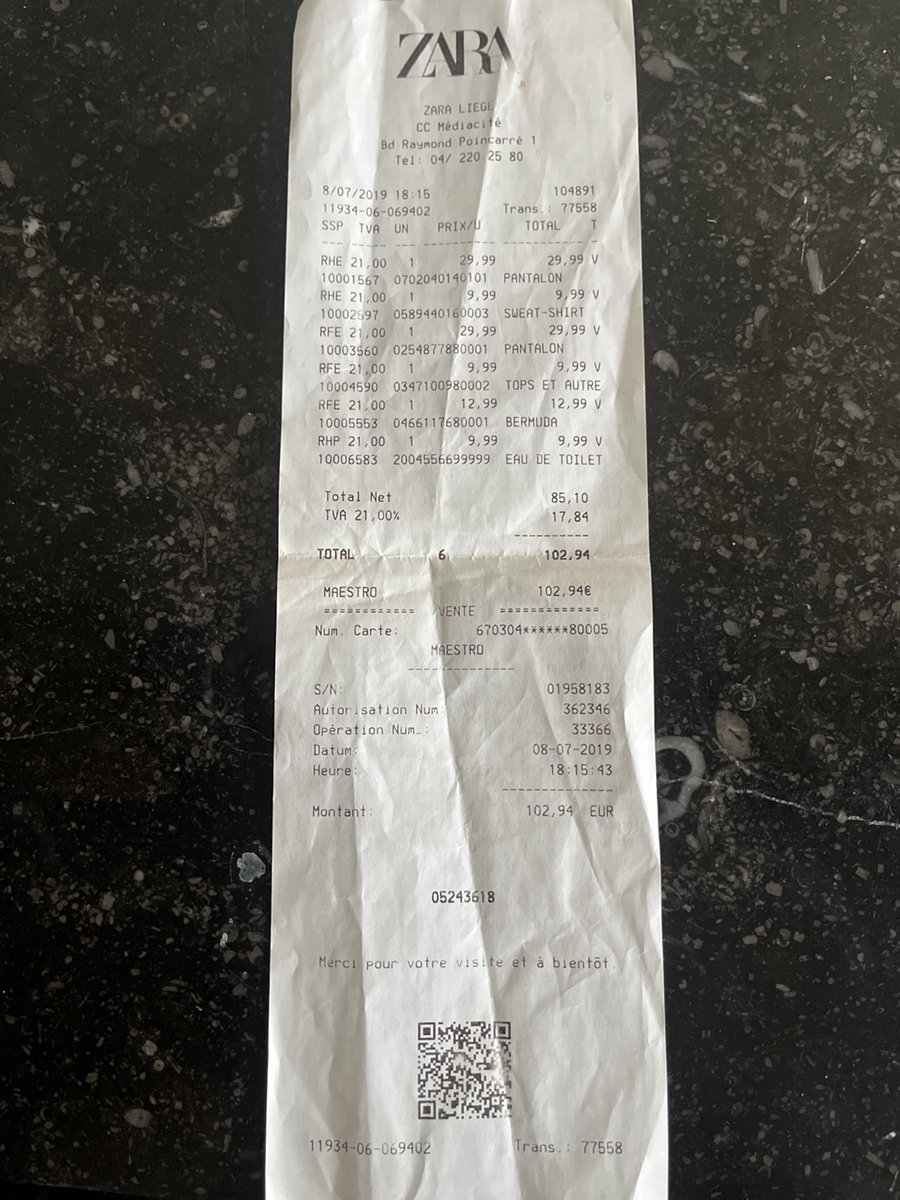 ZARA
ZARA LIEGE
CC Médiacité
Bd Raymond Poincarré 1
Tel: 04/ 220 25 80
8/07/2019 18:15 104891
11934-06-069402 Trans.: 77558
SSP TVA UN PRIX/U TOTAL T
--- ----- --- ----------- ----------- -
RHE 21,00 1 29,99 29,99 V
10001567 0702040140101 PANTALON
RHE 21,00 1 9,99 9,99 V
10002597 0589440160003 SWEAT-SHIRT
RFE 21,00 1 29,99 29,99 V
10003560 0254877880001 PANTALON
RFE 21,00 1 9,99 9,99 V
10004590 0347100980002 TOPS ET AUTRE
RFE 21,00 1 12,99 12,99 V
10005553 0466117680001 BERMUDA
RHP 21,00 1 9,99 9,99 V
10006583 2004556699999 EAU DE TOILET
Total Net 85,10
TVA 21,00% 17,84
----------
TOTAL 6 102,94
MAESTRO 102,94€
============ VENTE =============
Num. Carte: 670304******80005
MAESTRO
-------------
S/N: 01958183
Autorisation Num: 362346
Opération Num.: 33366
Datum: 08-07-2019
Heure: 18:15:43
-------------
Montant: 102,94 EUR
05243618
Merci pour votre visite et à bientôt.
11934-06-069402 Trans.: 77558